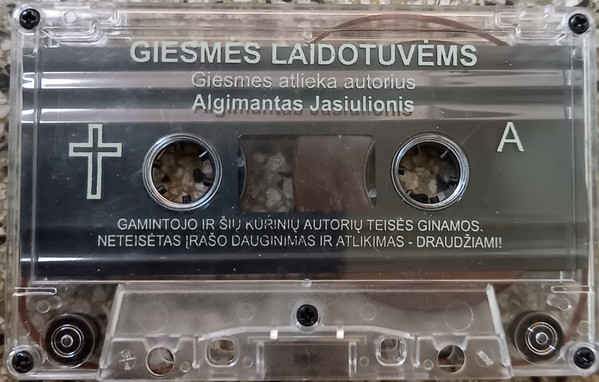 GIESMĖS LAIDOTUVĖMS
Giesmes atlieka autorius
Algimantas Jasiulionis
A
GAMINTOJO IR ŠIŲ KŪRINIŲ AUTORIŲ TEISĖS GINAMOS.
NETEISĖTAS ĮRAŠO DAUGINIMAS IR ATLIKIMAS - DRAUDŽIAMI!